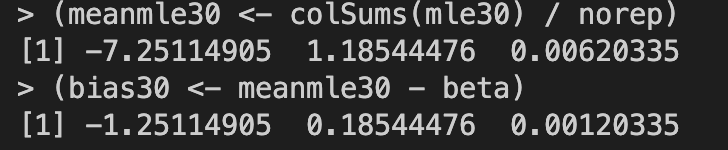 > (meanmle30 <- colSums(mle30) / norep)
[1] -7.25114905  1.18544476  0.00620335
> (bias30 <- meanmle30 - beta)
[1] -1.25114905  0.18544476  0.00120335